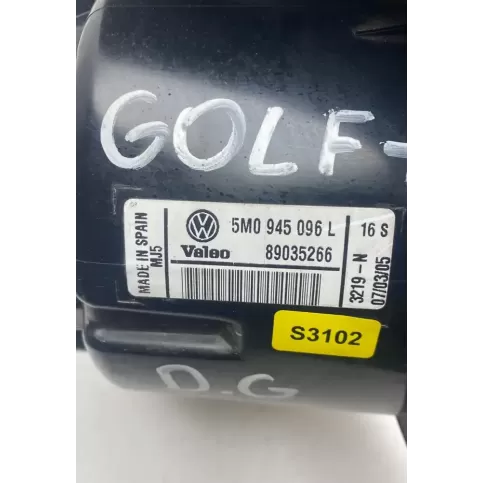 GOLF-
MADE IN SPAIN
MJ5
5M0 945 096 L
Valeo 89035266
16 S
3219-N
07/03/05
S3102
D.G